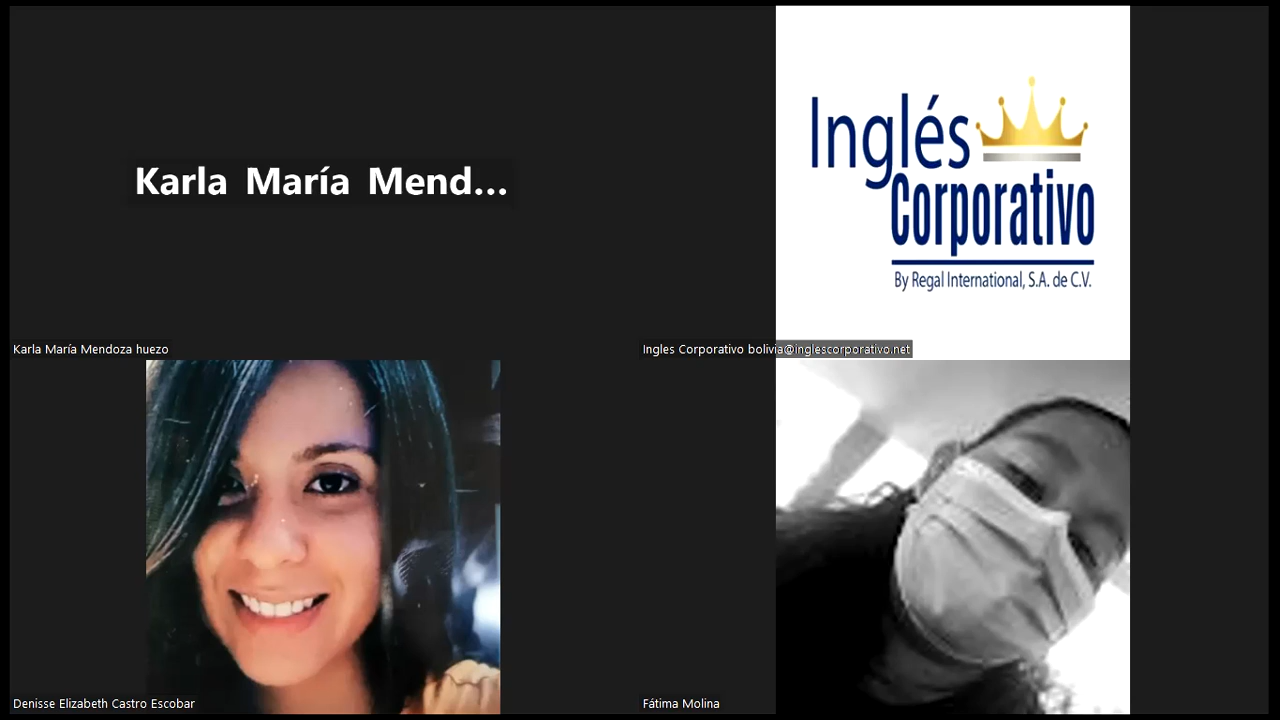 Karla María Mend...
Inglés
Corporativo
By Regal International, S.A. de C.V.
Karla María Mendoza huezo
Ingles Corporativo bolivia@inglescorporativo.net
Denisse Elizabeth Castro Escobar
Fátima Molina